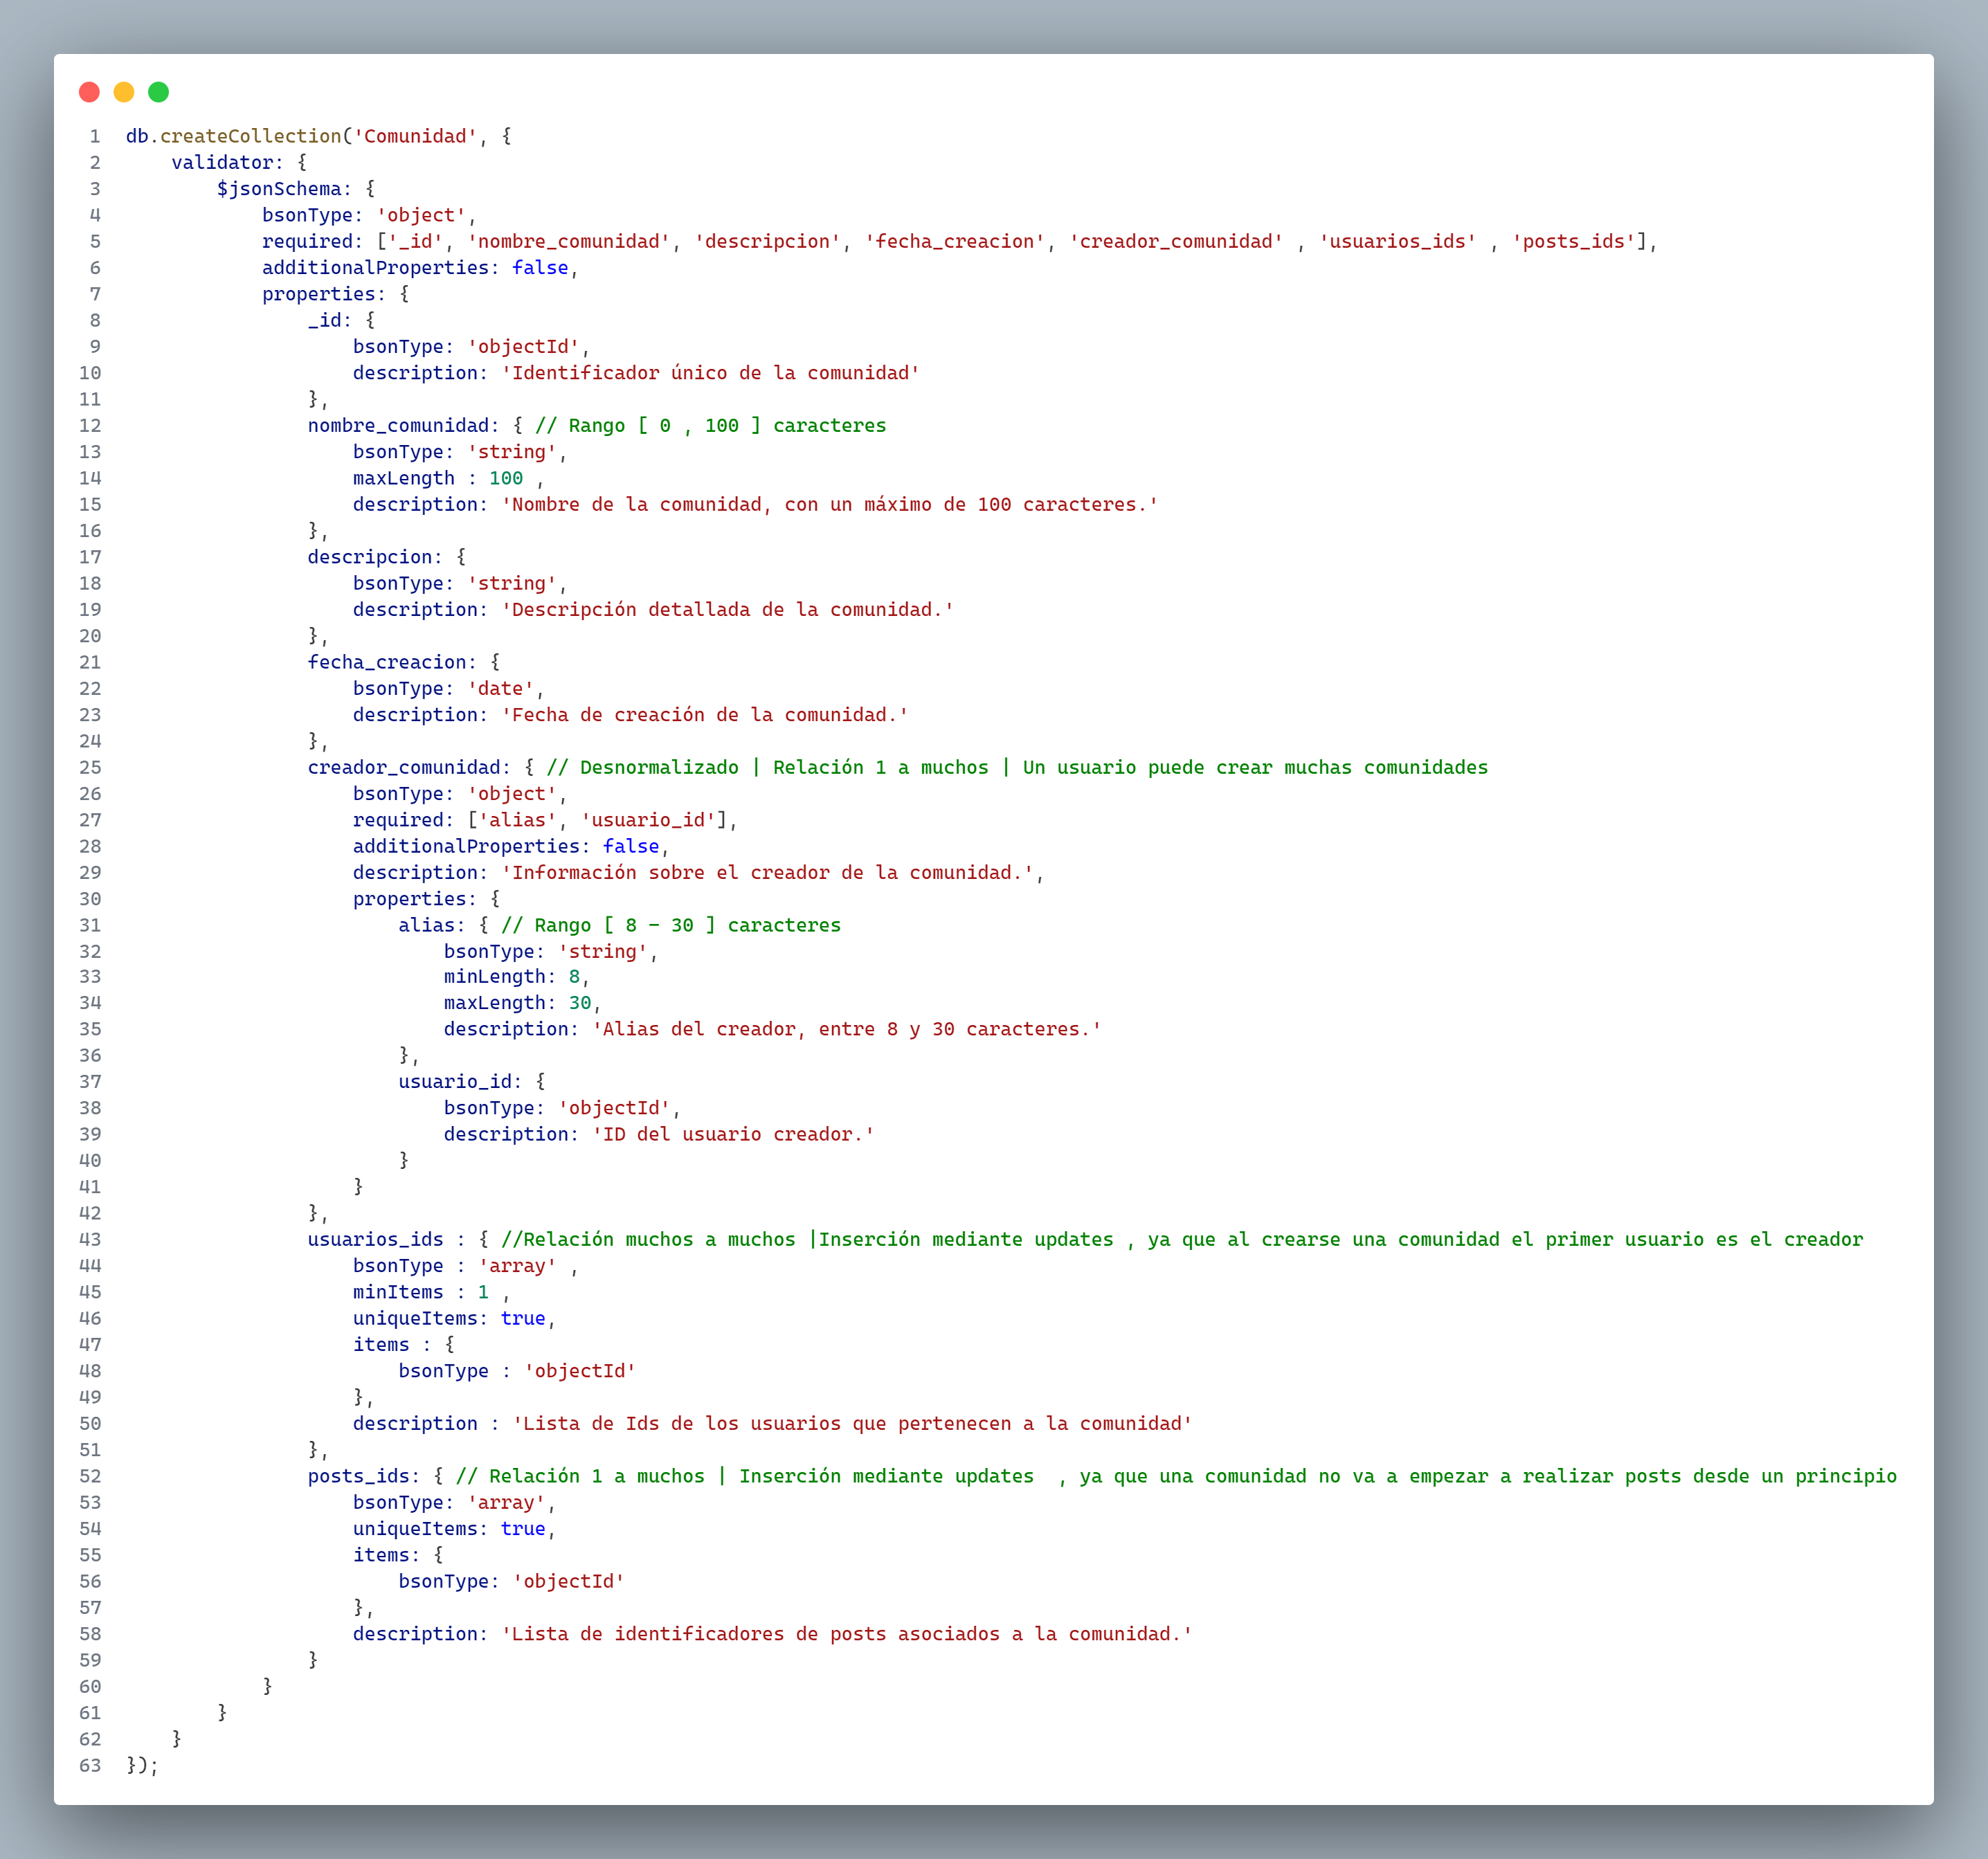 1 db.createCollection('Comunidad', {
2     validator: {
3         $jsonSchema: {
4             bsonType: 'object',
5             required: ['_id', 'nombre_comunidad', 'descripcion', 'fecha_creacion', 'creador_comunidad' , 'usuarios_ids' , 'posts_ids'],
6             additionalProperties: false,
7             properties: {
8                 _id: {
9                     bsonType: 'objectId',
10                     description: 'Identificador único de la comunidad'
11                 },
12                 nombre_comunidad: { // Rango [ 0 , 100 ] caracteres
13                     bsonType: 'string',
14                     maxLength : 100 ,
15                     description: 'Nombre de la comunidad, con un máximo de 100 caracteres.'
16                 },
17                 descripcion: {
18                     bsonType: 'string',
19                     description: 'Descripción detallada de la comunidad.'
20                 },
21                 fecha_creacion: {
22                     bsonType: 'date',
23                     description: 'Fecha de creación de la comunidad.'
24                 },
25                 creador_comunidad: { // Desnormalizado | Relación 1 a muchos | Un usuario puede crear muchas comunidades
26                     bsonType: 'object',
27                     required: ['alias', 'usuario_id'],
28                     additionalProperties: false,
29                     description: 'Información sobre el creador de la comunidad.',
30                     properties: {
31                         alias: { // Rango [ 8 - 30 ] caracteres
32                             bsonType: 'string',
33                             minLength: 8,
34                             maxLength: 30,
35                             description: 'Alias del creador, entre 8 y 30 caracteres.'
36                         },
37                         usuario_id: {
38                             bsonType: 'objectId',
39                             description: 'ID del usuario creador.'
40                         }
41                     }
42                 },
43                 usuarios_ids : { //Relación muchos a muchos |Inserción mediante updates , ya que al crearse una comunidad el primer usuario es el creador
44                     bsonType : 'array' ,
45                     minItems : 1 ,
46                     uniqueItems: true,
47                     items : {
48                         bsonType : 'objectId'
49                     },
50                     description : 'Lista de Ids de los usuarios que pertenecen a la comunidad'
51                 },
52                 posts_ids: { // Relación 1 a muchos | Inserción mediante updates  , ya que una comunidad no va a empezar a realizar posts desde un principio
53                     bsonType: 'array',
54                     uniqueItems: true,
55                     items: {
56                         bsonType: 'objectId'
57                     },
58                     description: 'Lista de identificadores de posts asociados a la comunidad.'
59                 }
60             }
61         }
62     }
63 });